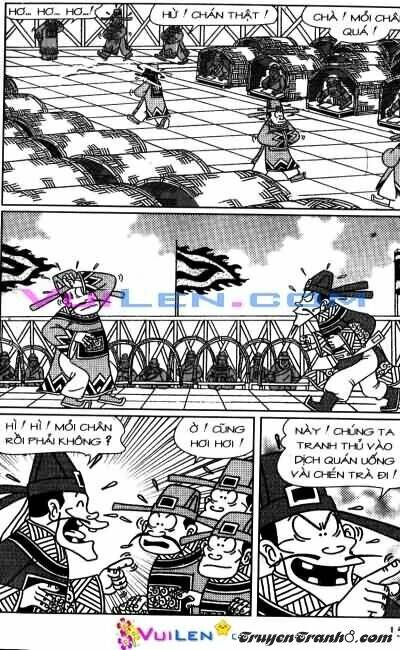 HƠ... HƠ... HƠ...!
HỪ! CHÁN THẬT!
CHÀ! MỎI CHÂN
QUÁ!
VUILEN.COM
HÌ! HÌ! MỎI CHÂN
RỒI PHẢI KHÔNG?
Ờ! CŨNG
HƠI HƠI!
NÀY! CHÚNG TA
TRANH THỦ VÀO
DỊCH QUÁN UỐNG
VÀI CHÉN TRÀ ĐI!
VUILEN
TruyenTranh8.com